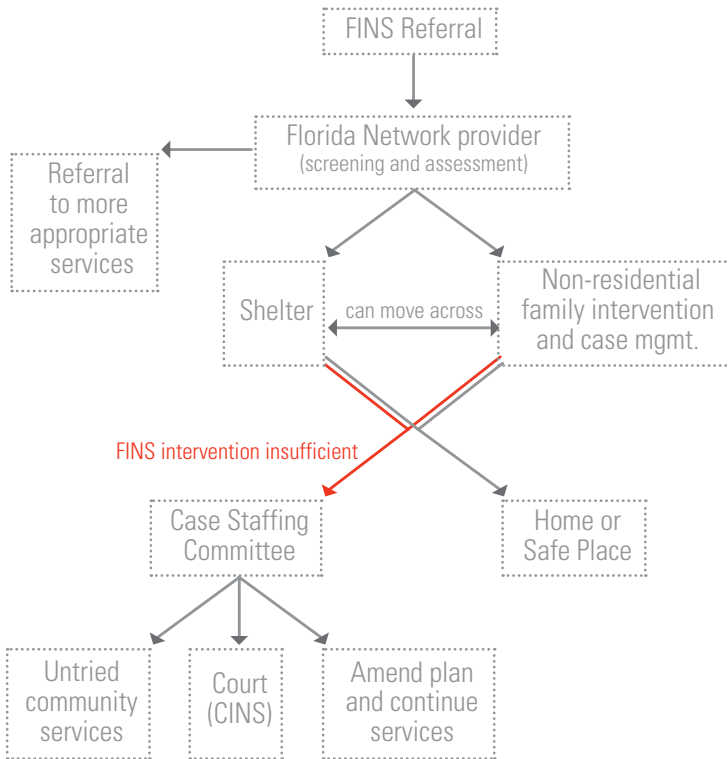 FINS Referral
Florida Network provider
(screening and assessment)
Referral
to more
appropriate
services
Shelter
can move across
Non-residential
family intervention
and case mgmt.
FINS intervention insufficient
Case Staffing
Committee
Home or
Safe Place
Untried
community
services
Court
(CINS)
Amend plan
and continue
services